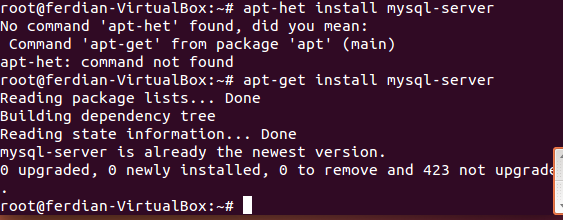 root@ferdian-VirtualBox:~# apt-het install mysql-server
No command 'apt-het' found, did you mean:
 Command 'apt-get' from package 'apt' (main)
apt-het: command not found
root@ferdian-VirtualBox:~# apt-get install mysql-server
Reading package lists... Done
Building dependency tree
Reading state information... Done
mysql-server is already the newest version.
0 upgraded, 0 newly installed, 0 to remove and 423 not upgrade
.
root@ferdian-VirtualBox:~#